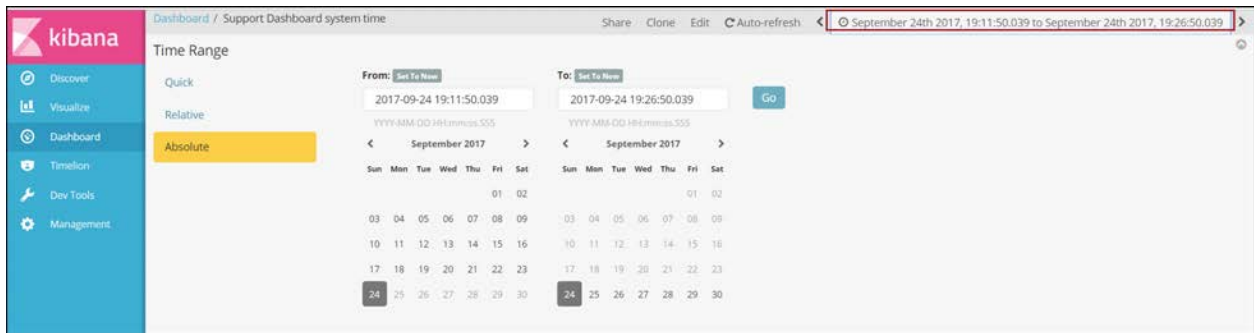 kibana
Discover
Visualize
Dashboard
Timelion
Dev Tools
Management
Dashboard / Support Dashboard system time
Share Clone Edit Auto-refresh September 24th 2017, 19:11:50.039 to September 24th 2017, 19:26:50.039
Time Range
Quick
Relative
Absolute
From: Set To Now
2017-09-24 19:11:50.039
YYYY-MM-DD HH:mm:ss.SSS
September 2017
Sun Mon Tue Wed Thu Fri Sat
01 02
03 04 05 06 07 08 09
10 11 12 13 14 15 16
17 18 19 20 21 22 23
24 25 26 27 28 29 30
To: Set To Now
2017-09-24 19:26:50.039
YYYY-MM-DD HH:mm:ss.SSS
September 2017
Sun Mon Tue Wed Thu Fri Sat
01 02
03 04 05 06 07 08 09
10 11 12 13 14 15 16
17 18 19 20 21 22 23
24 25 26 27 28 29 30
Go